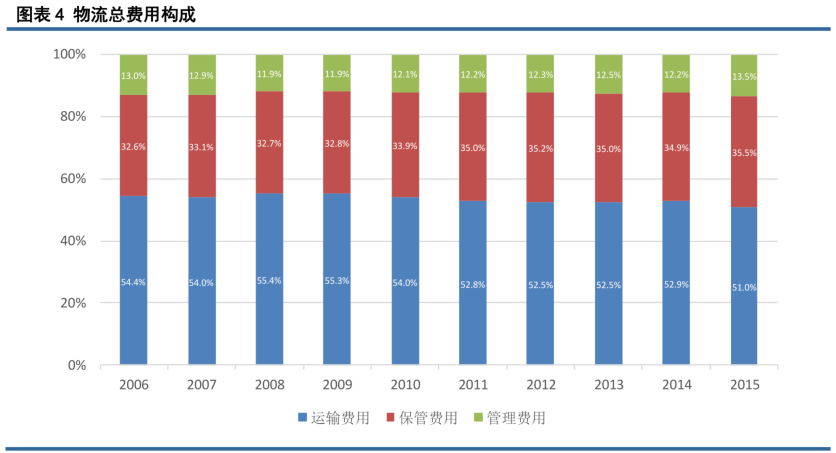 图表 4 物流总费用构成
100%
13.0% 12.9% 11.9% 11.9% 12.1% 12.2% 12.3% 12.5% 12.2% 13.5%
80%
32.6% 33.1% 32.7% 32.8% 33.9% 35.0% 35.2% 35.0% 34.9% 35.5%
60%
40%
54.4% 54.0% 55.4% 55.3% 54.0% 52.8% 52.5% 52.5% 52.9% 51.0%
20%
0%
2006 2007 2008 2009 2010 2011 2012 2013 2014 2015
运输费用 保管费用 管理费用